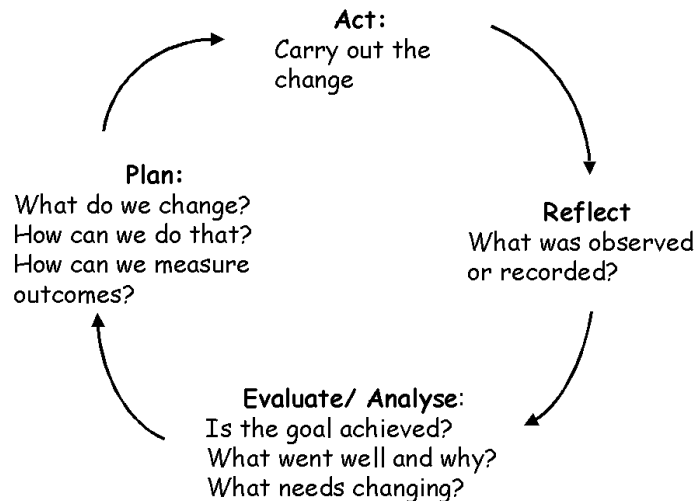 Act:
Carry out the
change
Plan:
What do we change?
How can we do that?
How can we measure
outcomes?
Reflect
What was observed
or recorded?
Evaluate/ Analyse:
Is the goal achieved?
What went well and why?
What needs changing?